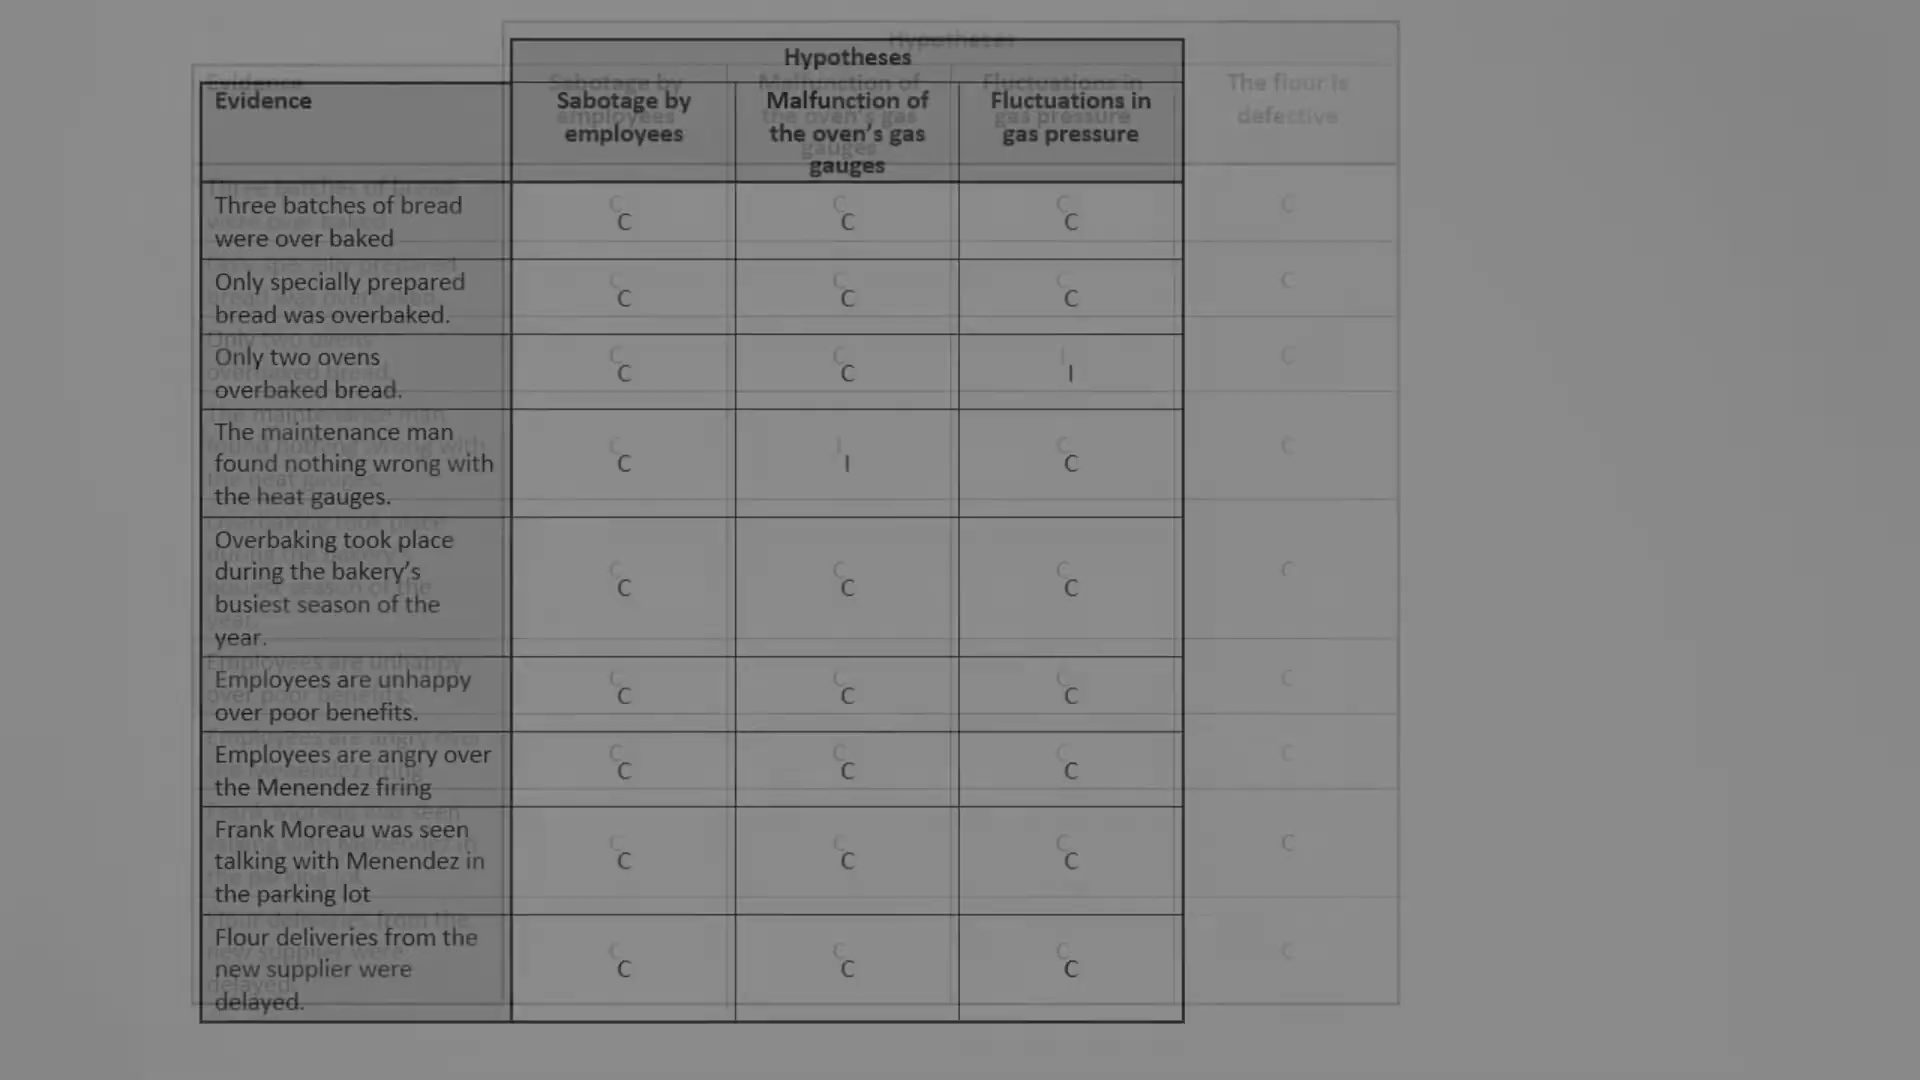 Hypotheses
Evidence
Sabotage by
employees
Malfunction of
the oven's gas
gauges
Fluctuations in
gas pressure
The flour is
defective
Three batches of bread
were over baked
C C C C
Only specially prepared
bread was overbaked.
C C C C
Only two ovens
overbaked bread.
C C I C
The maintenance man
found nothing wrong with
the heat gauges.
C I C C
Overbaking took place
during the bakery's
busiest season of the
year.
C C C C
Employees are unhappy
over poor benefits.
C C C C
Employees are angry over
the Menendez firing
C C C C
Frank Moreau was seen
talking with Menendez in
the parking lot
C C C C
Flour deliveries from the
new supplier were
delayed.
C C C C